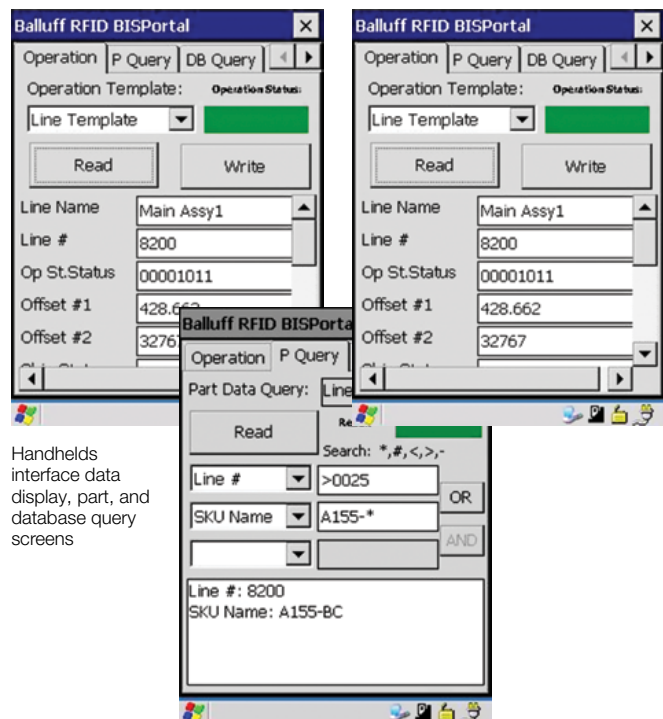 Balluff RFID BISPortal
Operation P Query DB Query
Operation Template: Operation Status:
Line Template
Read Write
Line Name Main Assy1
Line # 8200
Op St.Status 00001011
Offset #1 428.662
Offset #2 3276
Balluff RFID BISPortal
Operation P Query DB Query
Operation Template: Operation Status:
Line Template
Read Write
Line Name Main Assy1
Line # 8200
Op St.Status 00001011
Offset #1 428.662
Offset #2 32767
Handhelds
interface data
display, part, and
database query
screens
Balluff RFID BISPorta
Operation P Query
Part Data Query: Line
Read Re
Search: *,#,<,>,-
Line # >0025
OR
SKU Name A155-*
AND
Line #: 8200
SKU Name: A155-BC